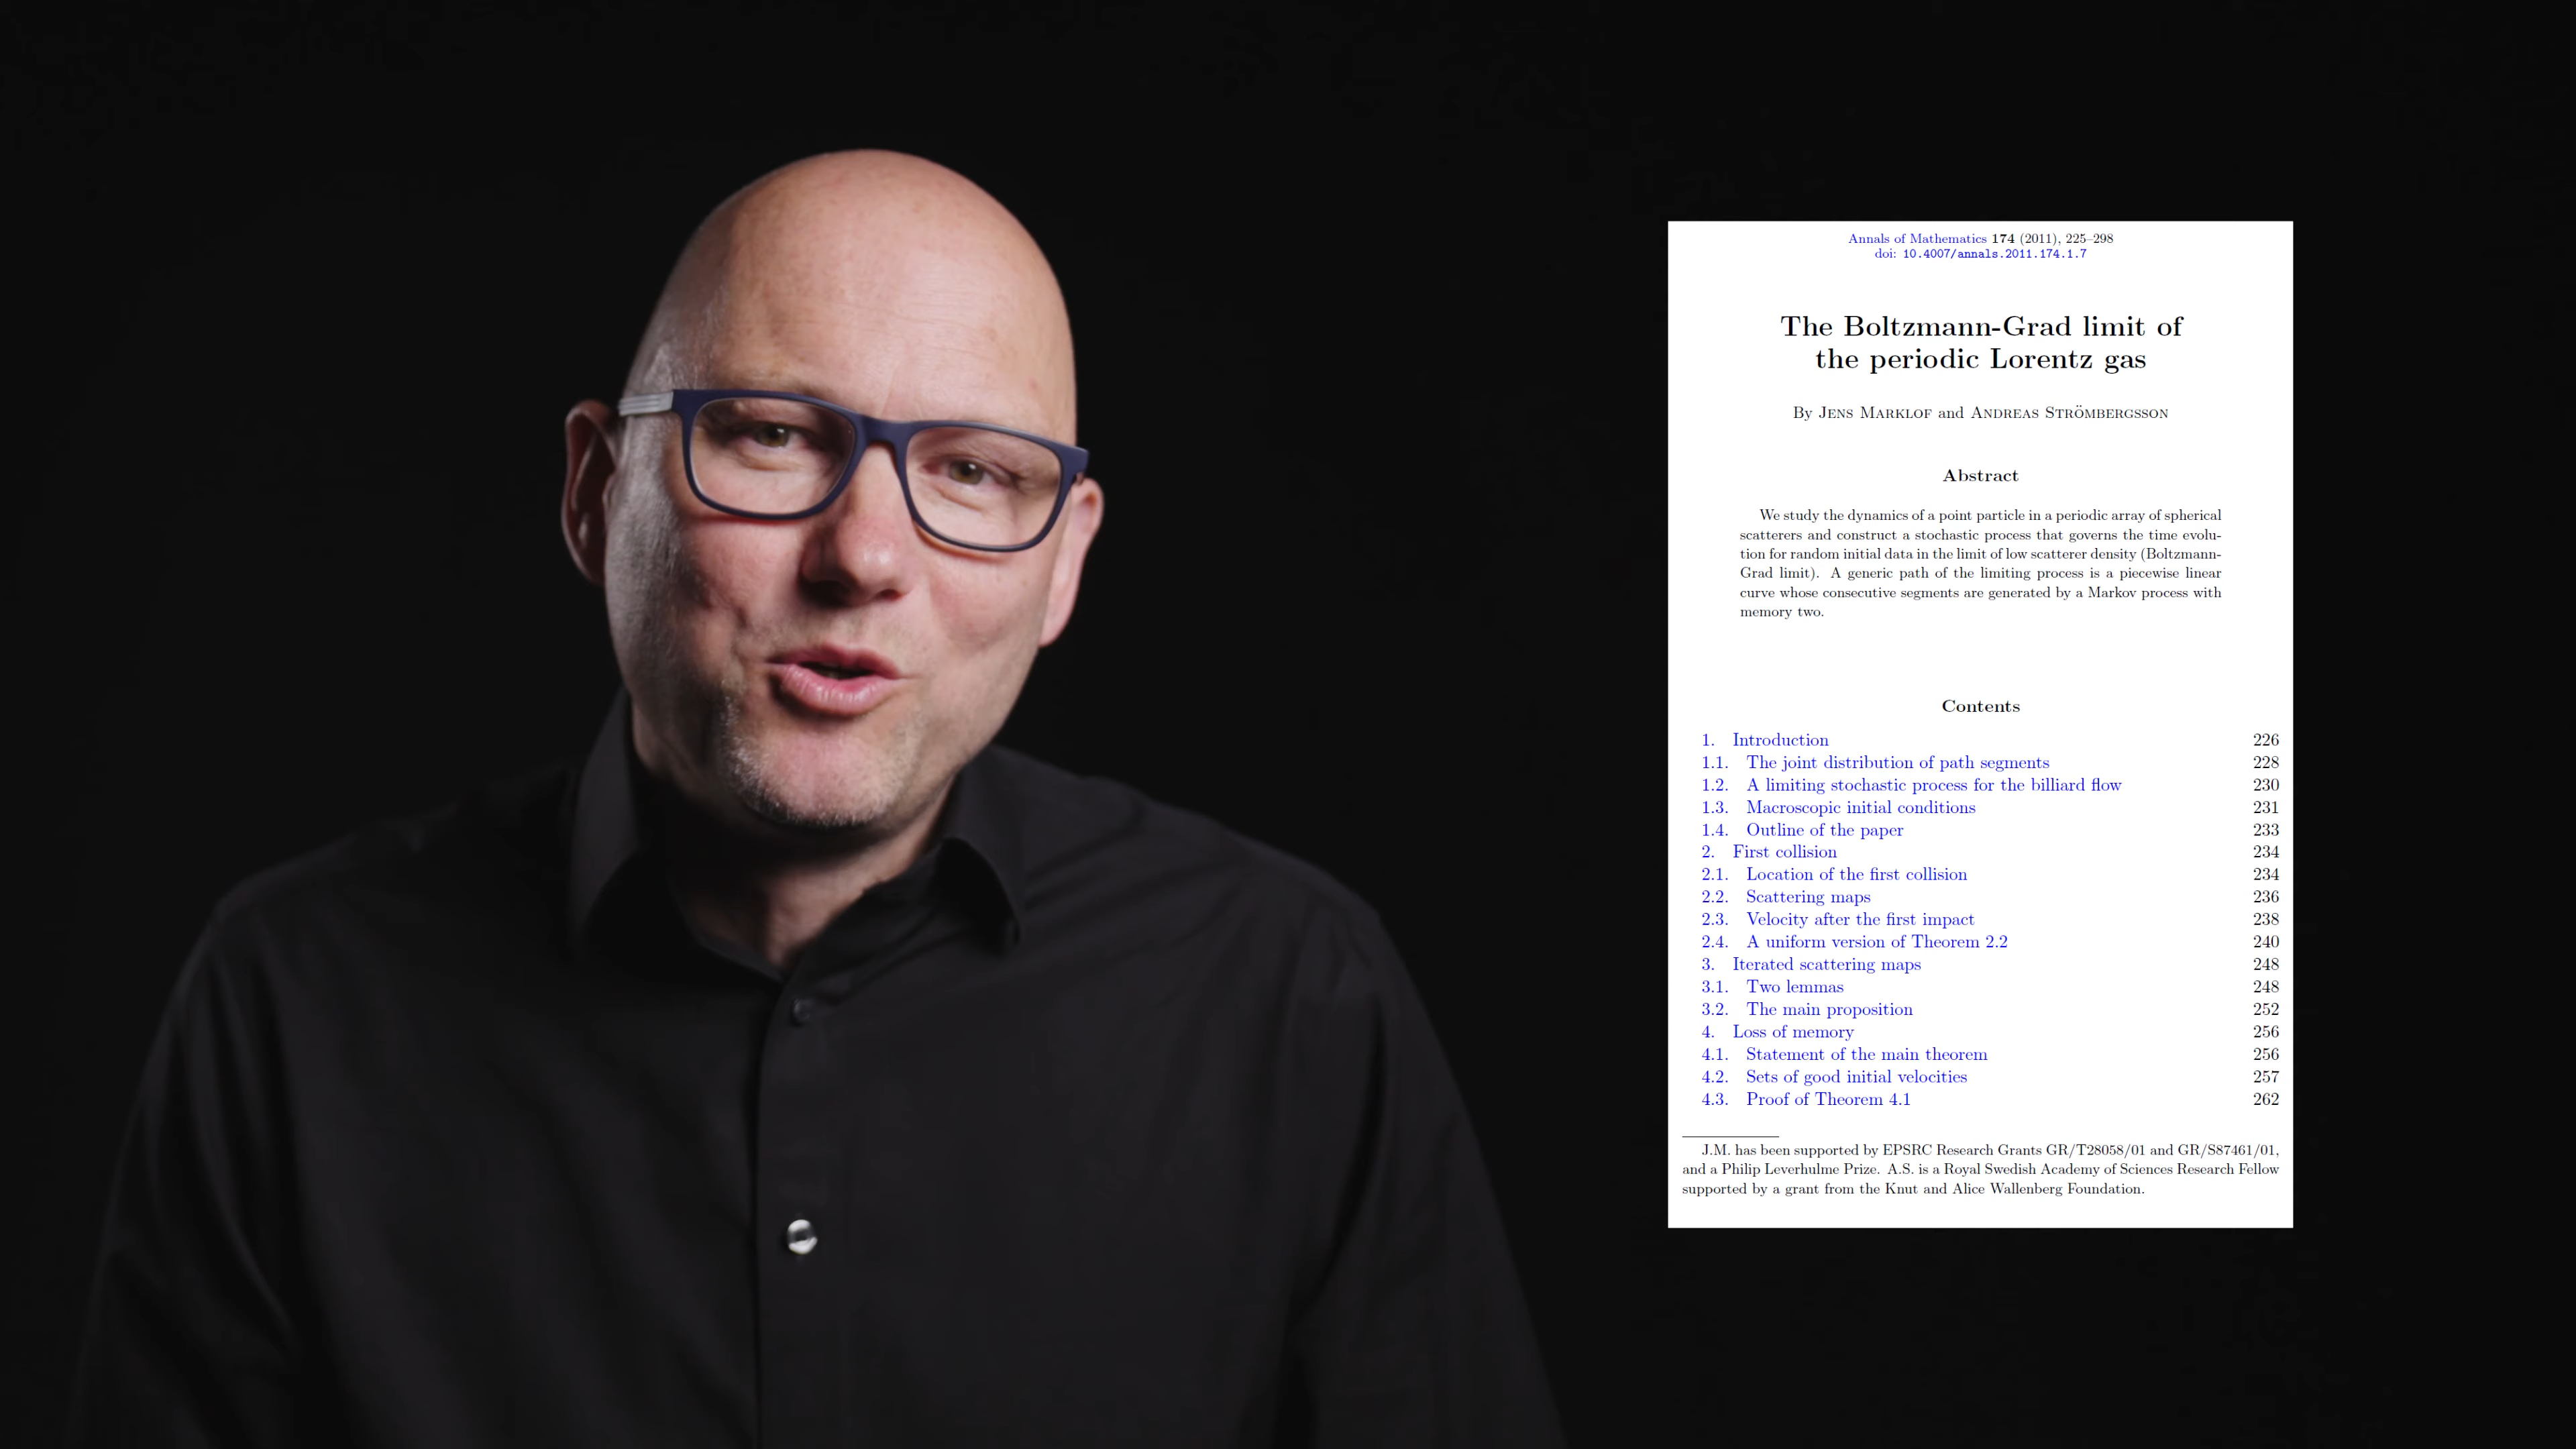 Annals of Mathematics 174 (2011), 225–298
doi: 10.4007/annals.2011.174.1.7
The Boltzmann-Grad limit of
the periodic Lorentz gas
By Jens Marklof and Andreas Strömbergsson
Abstract
We study the dynamics of a point particle in a periodic array of spherical
scatterers and construct a stochastic process that governs the time evolu-
tion for random initial data in the limit of low scatterer density (Boltzmann-
Grad limit). A generic path of the limiting process is a piecewise linear
curve whose consecutive segments are generated by a Markov process with
memory two.
Contents
1. Introduction 226
1.1. The joint distribution of path segments 228
1.2. A limiting stochastic process for the billiard flow 230
1.3. Macroscopic initial conditions 231
1.4. Outline of the paper 233
2. First collision 234
2.1. Location of the first collision 234
2.2. Scattering maps 236
2.3. Velocity after the first impact 238
2.4. A uniform version of Theorem 2.2 240
3. Iterated scattering maps 248
3.1. Two lemmas 248
3.2. The main proposition 252
4. Loss of memory 256
4.1. Statement of the main theorem 256
4.2. Sets of good initial velocities 257
4.3. Proof of Theorem 4.1 262
J.M. has been supported by EPSRC Research Grants GR/T28058/01 and GR/S87461/01,
and a Philip Leverhulme Prize. A.S. is a Royal Swedish Academy of Sciences Research Fellow
supported by a grant from the Knut and Alice Wallenberg Foundation.